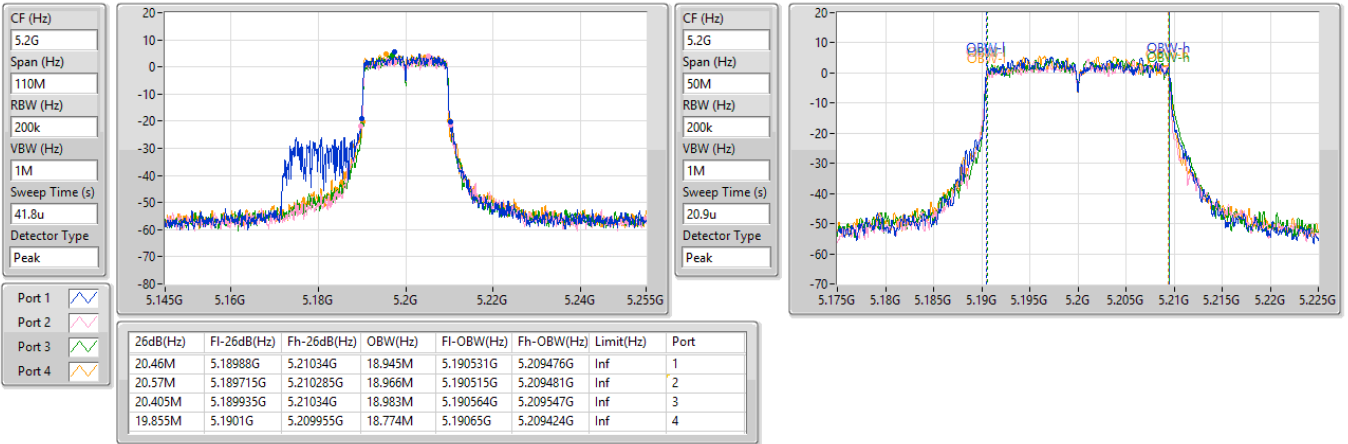 CF (Hz)
5.2G
Span (Hz)
110M
RBW (Hz)
200k
VBW (Hz)
1M
Sweep Time (s)
41.8u
Detector Type
Peak
20
10
0
-10
-20
-30
-40
-50
-60
-70
-80
5.145G 5.16G 5.18G 5.2G 5.22G 5.24G 5.255G
CF (Hz)
5.2G
Span (Hz)
50M
RBW (Hz)
200k
VBW (Hz)
1M
Sweep Time (s)
20.9u
Detector Type
Peak
20
10
0
-10
-20
-30
-40
-50
-60
-70
OBW-l OBW-h
OBW-l OBW-h
5.175G 5.18G 5.185G 5.19G 5.195G 5.2G 5.205G 5.21G 5.215G 5.22G 5.225G
Port 1
Port 2
Port 3
Port 4
26dB(Hz) Fl-26dB(Hz) Fh-26dB(Hz) OBW(Hz) Fl-OBW(Hz) Fh-OBW(Hz) Limit(Hz) Port
20.46M 5.18988G 5.21034G 18.945M 5.190531G 5.209476G Inf 1
20.57M 5.189715G 5.210285G 18.966M 5.190515G 5.209481G Inf 2
20.405M 5.189935G 5.21034G 18.983M 5.190564G 5.209547G Inf 3
19.855M 5.1901G 5.209955G 18.774M 5.19065G 5.209424G Inf 4